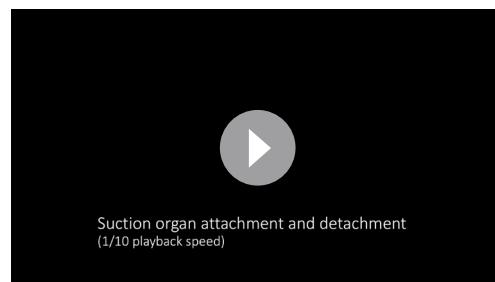 Suction organ attachment and detachment
(1/10 playback speed)